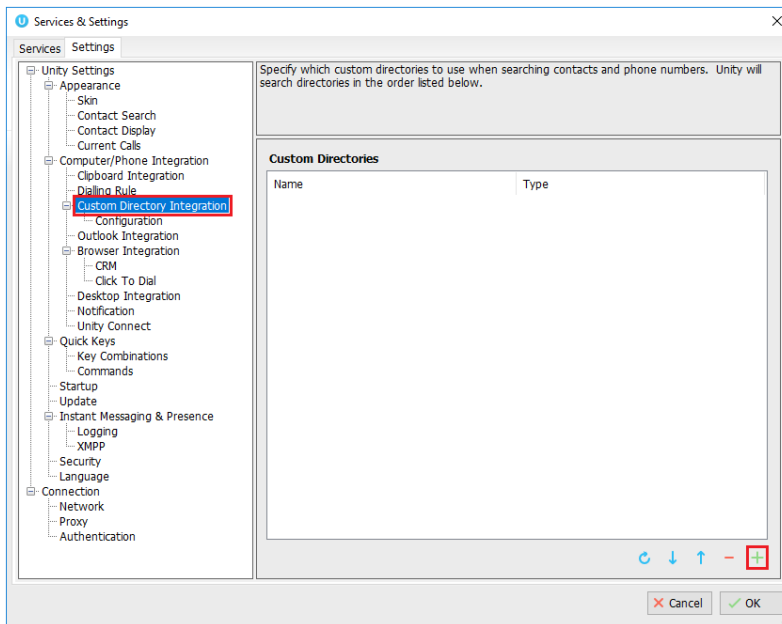 Services & Settings
Services Settings
Unity Settings
Appearance
Skin
Contact Search
Contact Display
Current Calls
Computer/Phone Integration
Clipboard Integration
Dialling Rule
Custom Directory Integration
Configuration
Outlook Integration
Browser Integration
CRM
Click To Dial
Desktop Integration
Notification
Unity Connect
Quick Keys
Key Combinations
Commands
Startup
Update
Instant Messaging & Presence
Logging
XMPP
Security
Language
Connection
Network
Proxy
Authentication
Specify which custom directories to use when searching contacts and phone numbers. Unity will
search directories in the order listed below.
Custom Directories
Name Type
Cancel OK